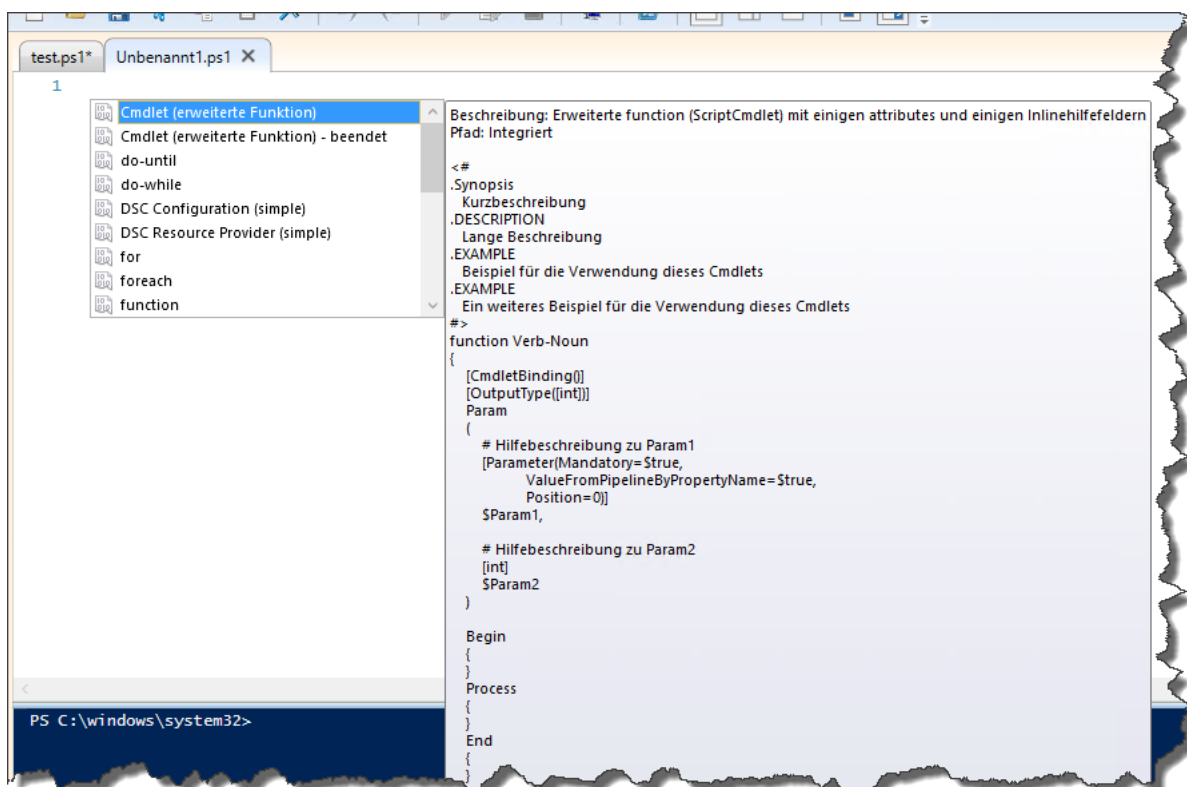 test.ps1*
Unbenannt1.ps1 X
1
Cmdlet (erweiterte Funktion)
Cmdlet (erweiterte Funktion) - beendet
do-until
do-while
DSC Configuration (simple)
DSC Resource Provider (simple)
for
foreach
function
Beschreibung: Erweiterte function (ScriptCmdlet) mit einigen attributes und einigen Inlinehilfefeldern
Pfad: Integriert
<#
.Synopsis
Kurzbeschreibung
.DESCRIPTION
Lange Beschreibung
.EXAMPLE
Beispiel für die Verwendung dieses Cmdlets
.EXAMPLE
Ein weiteres Beispiel für die Verwendung dieses Cmdlets
#>
function Verb-Noun
{
[CmdletBinding()]
[OutputType([int])]
Param
(
# Hilfebeschreibung zu Param1
[Parameter(Mandatory=$true,
ValueFromPipelineByPropertyName=$true,
Position=0)]
$Param1,
# Hilfebeschreibung zu Param2
[int]
$Param2
)
Begin
{
}
Process
{
}
End
{
}
PS C:\windows\system32>